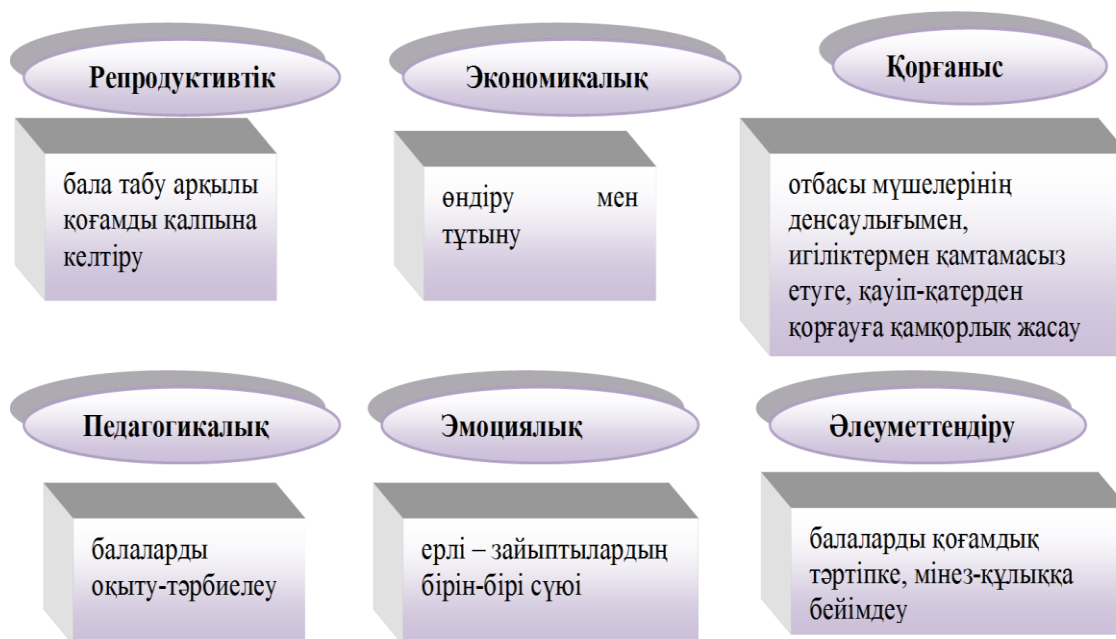 Репродуктивтік
бала табу арқылы
қоғамды қалпына
келтіру
Экономикалық
өндіру мен
тұтыну
Қорғаныс
отбасы мүшелерінің
денсаулығымен,
игіліктермен қамтамасыз
етуге, қауіп-қатерден
қорғауға қамқорлық жасау
Педагогикалық
балаларды
оқыту-тәрбиелеу
Эмоциялық
ерлі – зайыптылардың
бірін-бірі сүюі
Әлеуметтендіру
балаларды қоғамдық
тәртіпке, мінез-құлыққа
бейімдеу